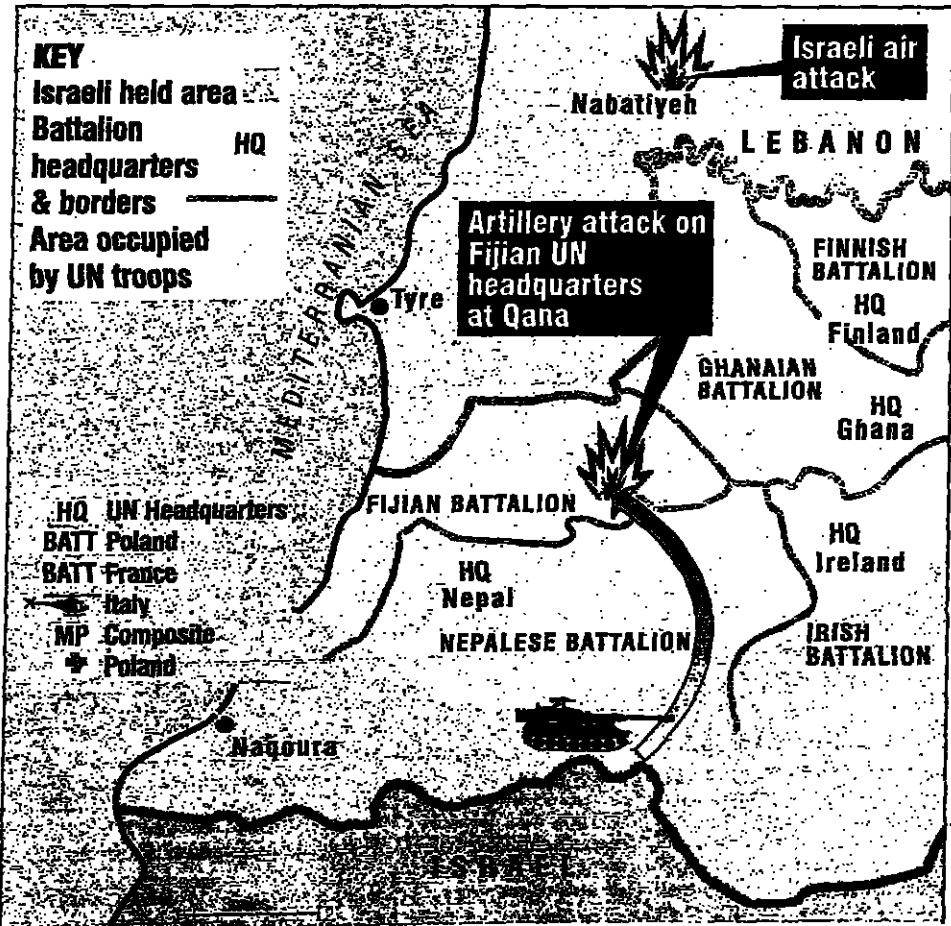 KEY
Israeli held area
Battalion
headquarters HQ
& borders
Area occupied
by UN troops
Israeli air
attack
Nabatiyeh
LEBANON
MEDITERRANIAN SEA
Artillery attack on
Fijian UN
headquarters
at Qana
FINNISH
BATTALION
HQ
Finland
Tyre
GHANAIAN
BATTALION
HQ
Ghana
FIJIAN BATTALION
HQ UN Headquarters
BATT Poland
BATT France
Italy
MP Composite
Poland
HQ
Ireland
HQ
Nepal
NEPALESE BATTALION
IRISH
BATTALION
Naqoura
ISRAEL